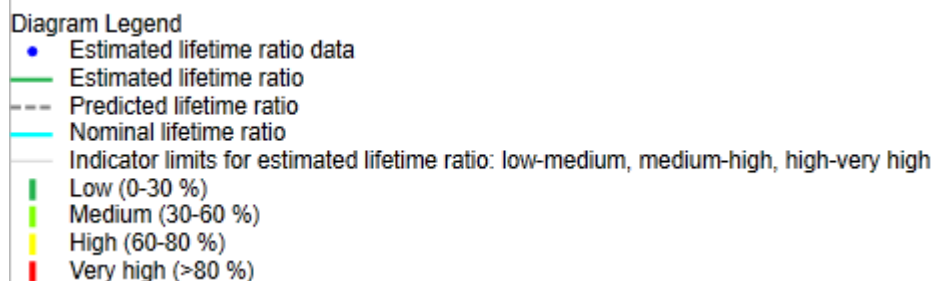 Diagram Legend
Estimated lifetime ratio data
Estimated lifetime ratio
Predicted lifetime ratio
Nominal lifetime ratio
Indicator limits for estimated lifetime ratio: low-medium, medium-high, high-very high
Low (0-30 %)
Medium (30-60 %)
High (60-80 %)
Very high (>80 %)